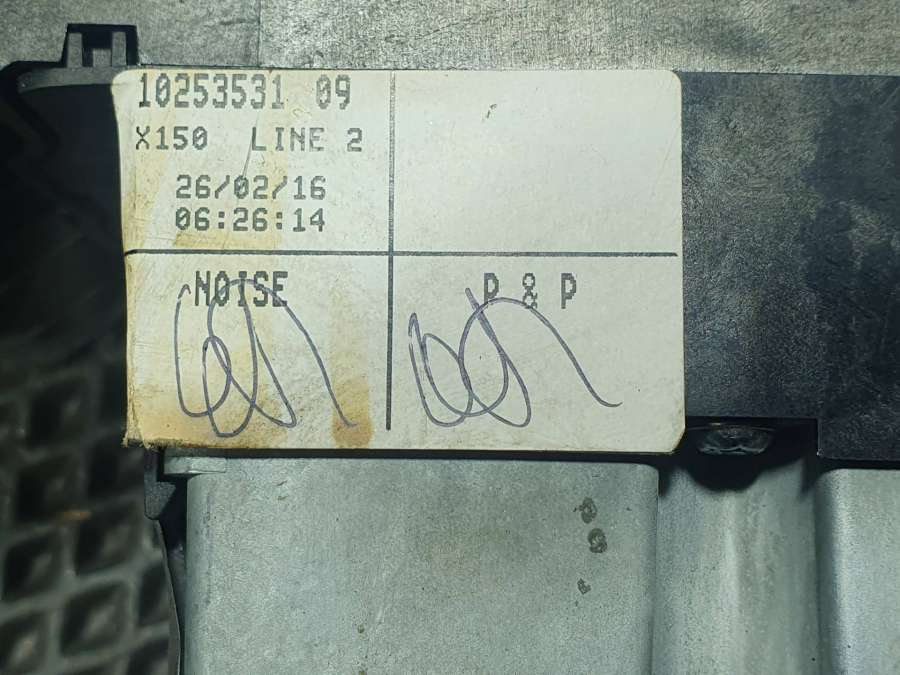 10253531 09
X150 LINE 2
26/02/16
06:26:14
NOISE
P & P